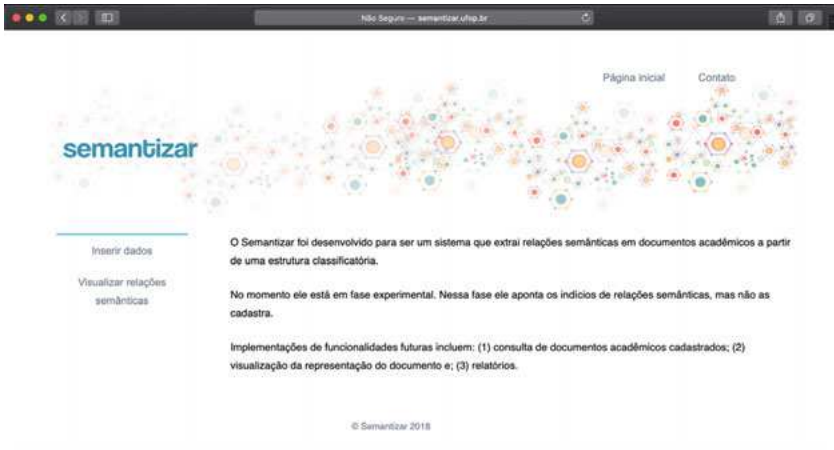 Não Seguro — semantizar.ufop.br
Página inicial Contato
semantizar
Inserir dados
Visualizar relações
semânticas
O Semantizar foi desenvolvido para ser um sistema que extrai relações semânticas em documentos acadêmicos a partir
de uma estrutura classificatória.
No momento ele está em fase experimental. Nessa fase ele aponta os indícios de relações semânticas, mas não as
cadastra.
Implementações de funcionalidades futuras incluem: (1) consulta de documentos acadêmicos cadastrados; (2)
visualização da representação do documento e; (3) relatórios.
© Semantizar 2018